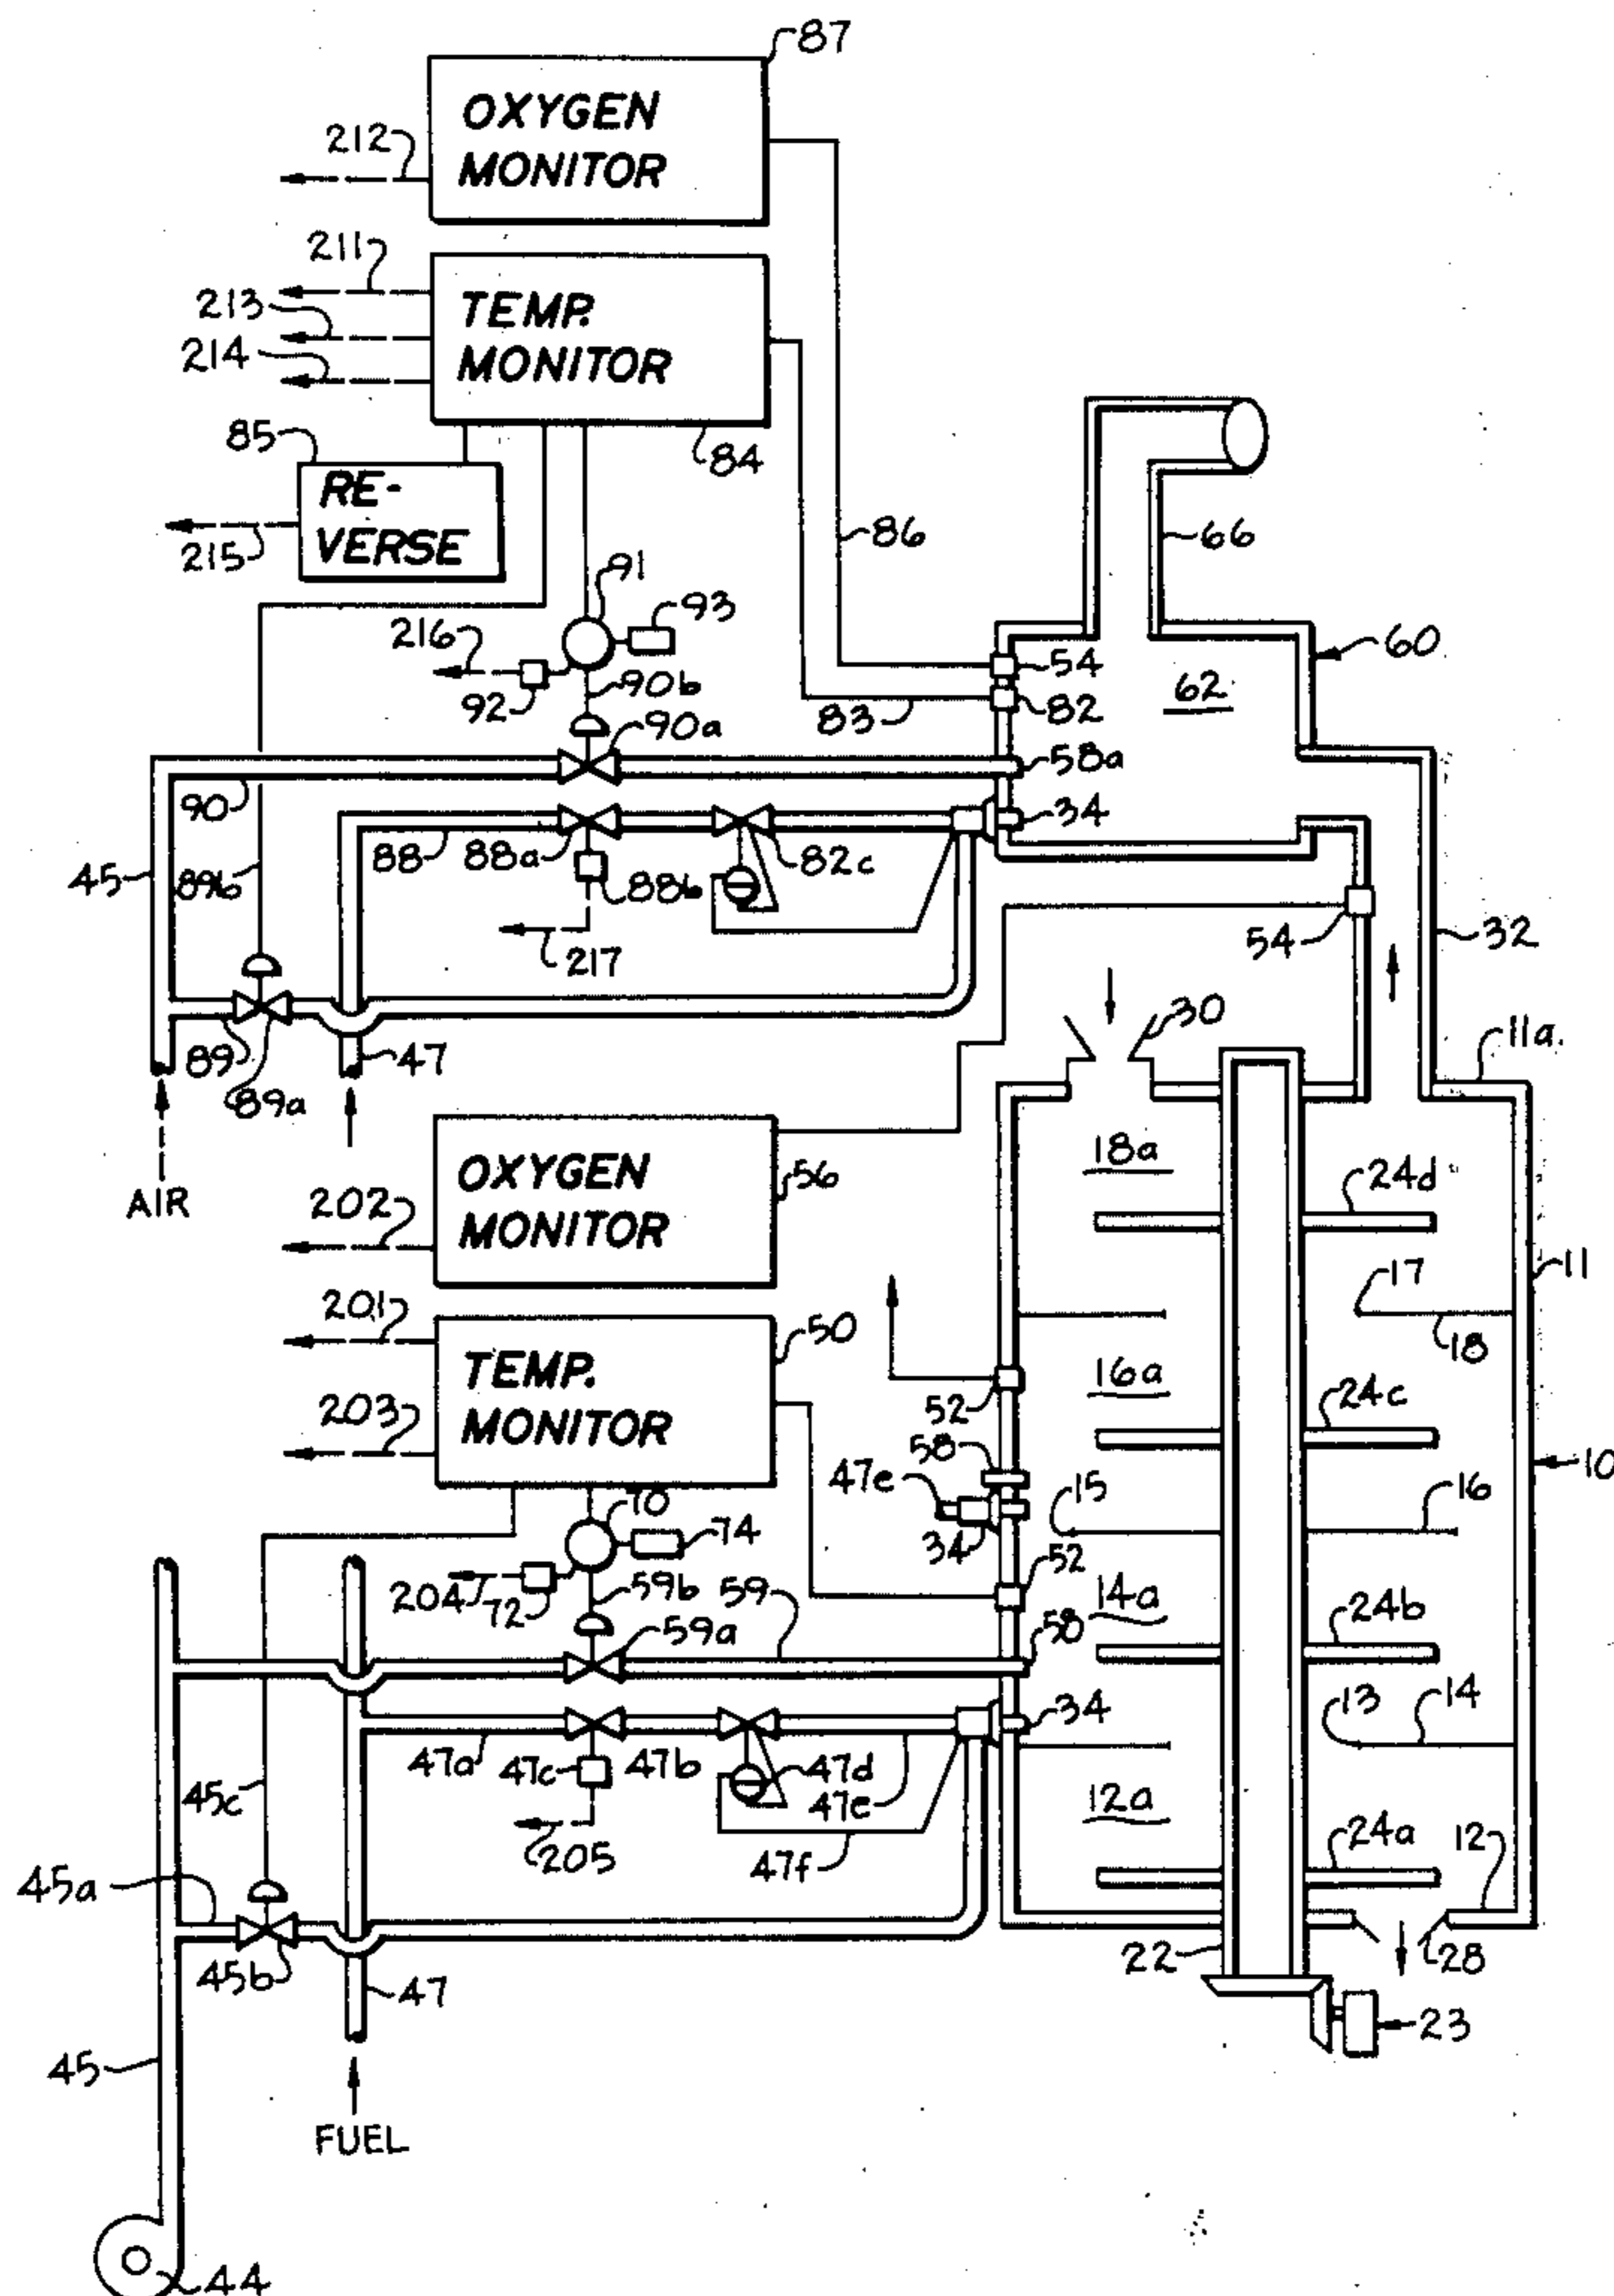 87
OXYGEN
MONITOR
212
211
213
214
TEMP.
MONITOR
84
85
RE-
VERSE
215
86
66
91
93
216
92
90b
54
82
83
62
60
90a
58a
90
34
88
88a
82c
88b
45
89b
217
54
32
30
11a.
89
89a
47
AIR
OXYGEN
MONITOR
56
202
18a
24d
11
17
18
201
TEMP.
MONITOR
50
203
52
16a
24c
10
58
47e
34
15
16
70
74
52
204
72
59b
59
59a
14a
24b
58
34
13
14
47a
47c
47b
47d
47e
45c
205
47f
12a
24a
12
45a
45b
47
22
28
23
45
FUEL
44